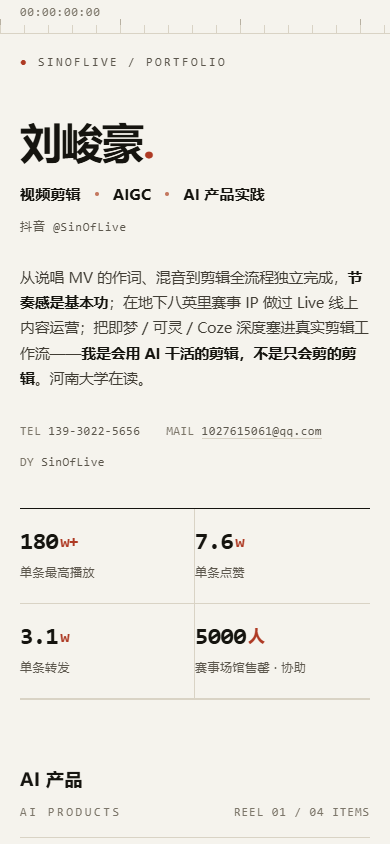 00:00:00:00
● SINOFLIVE / PORTFOLIO
刘峻豪.
视频剪辑 • AIGC • AI 产品实践
抖音 @SinOfLive
从说唱 MV 的作词、混音到剪辑全流程独立完成，节
奏感是基本功；在地下八英里赛事 IP 做过 Live 线上
内容运营；把即梦 / 可灵 / Coze 深度塞进真实剪辑工
作流——我是会用 AI 干活的剪辑，不是只会剪的剪
辑。河南大学在读。
TEL 139-3022-5656 MAIL 1027615061@qq.com
DY SinOfLive
180w+ 7.6w
单条最高播放 单条点赞
3.1w 5000人
单条转发 赛事场馆售罄 · 协助
AI 产品
AI PRODUCTS REEL 01 / 04 ITEMS